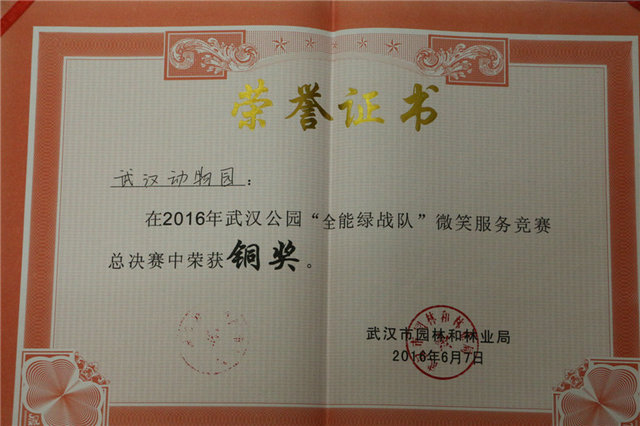 荣誉证书
武汉动物园：
在2016年武汉公园“全能绿战队”微笑服务竞赛
总决赛中荣获铜奖。
武汉市园林和林业局
2016年6月7日